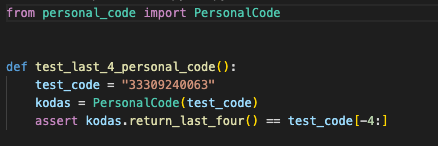 from personal_code import PersonalCode
def test_last_4_personal_code():
    test_code = "33309240063"
    kodas = PersonalCode(test_code)
    assert kodas.return_last_four() == test_code[-4:]